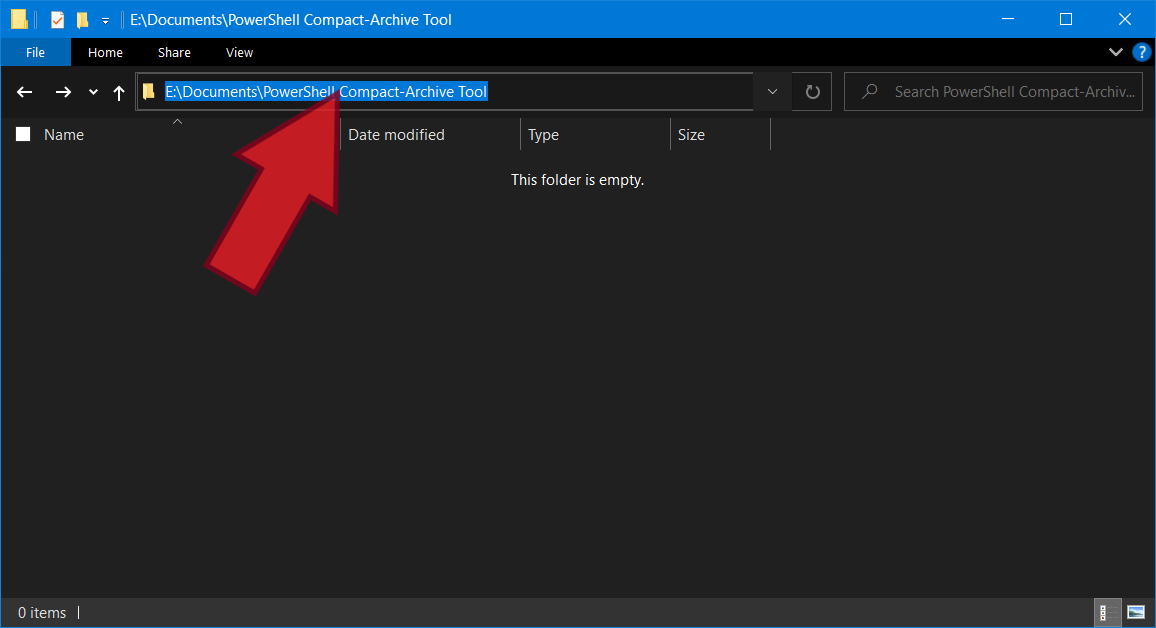 E:\Documents\PowerShell Compact-Archive Tool
File Home Share View ?
E:\Documents\PowerShell Compact-Archive Tool Search PowerShell Compact-Archiv...
Name Date modified Type Size
This folder is empty.
0 items